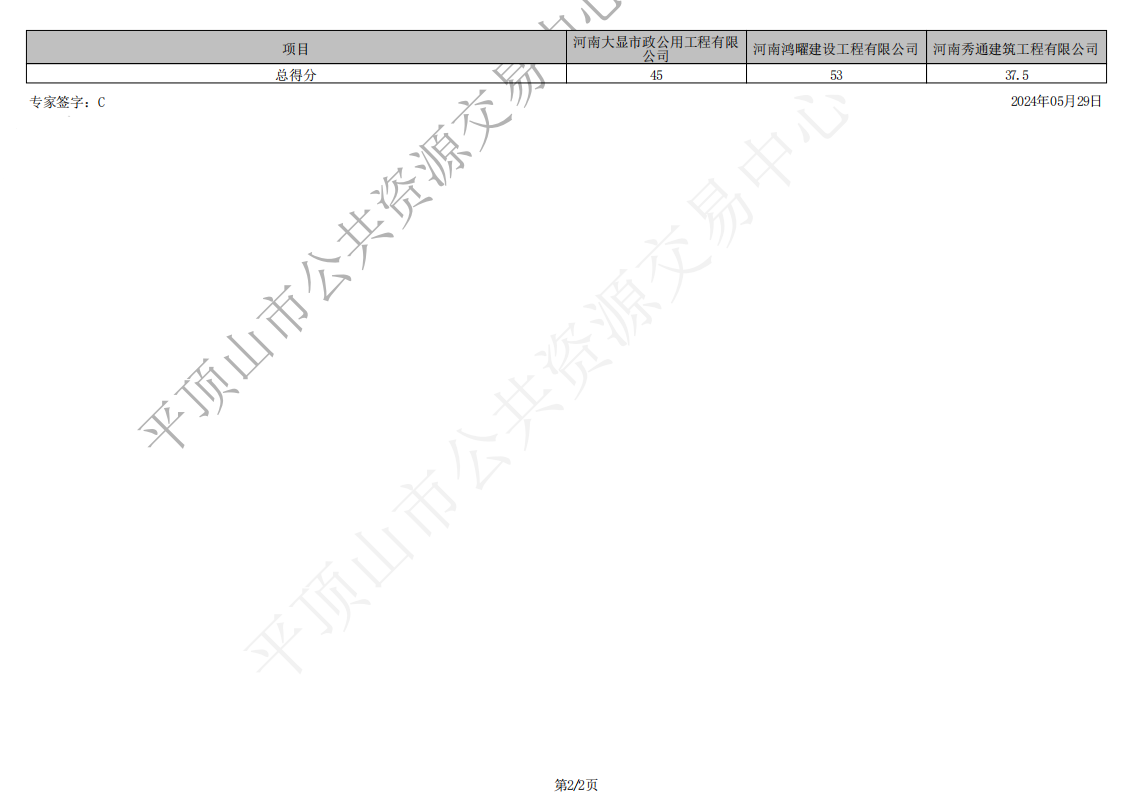 项目
河南大显市政公用工程有限
公司
河南鸿曜建设工程有限公司
河南秀通建筑工程有限公司
总得分
45
53
37.5
专家签字：C
2024年05月29日
平顶山市公共资源交易中心
平顶山市公共资源交易中心
第2/2页